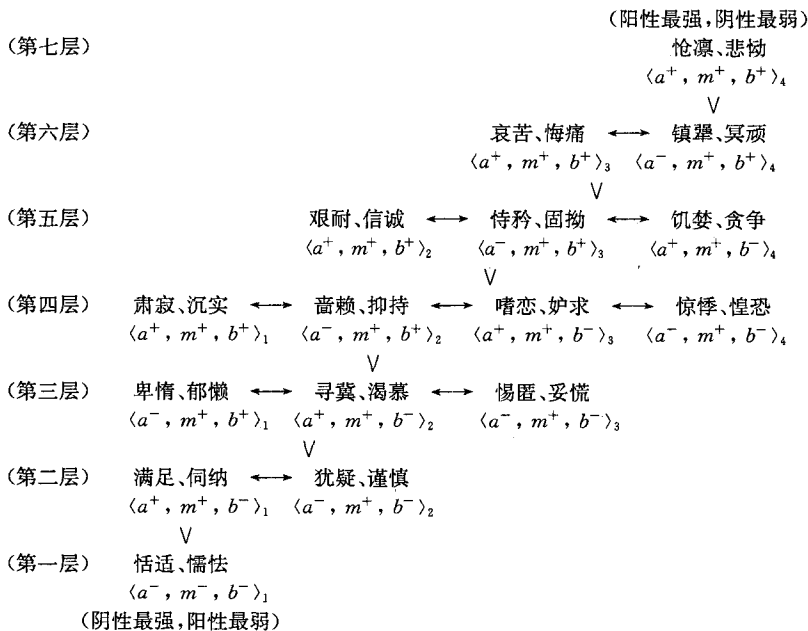 (阳性最强,阴性最弱)
(第七层) 怆凛、悲恸
⟨a⁺, m⁺, b⁺⟩₄
∨
(第六层) 哀苦、悔痛 ⟷ 镇犟、冥顽
⟨a⁺, m⁺, b⁺⟩₃ ⟨a⁻, m⁺, b⁺⟩₄
∨
(第五层) 艰耐、信诚 ⟷ 恃矜、固拗 ⟷ 饥婪、贪争
⟨a⁺, m⁺, b⁺⟩₂ ⟨a⁻, m⁺, b⁺⟩₃ ⟨a⁺, m⁺, b⁻⟩₄
∨
(第四层) 肃寂、沉实 ⟷ 啬赖、抑持 ⟷ 嗜恋、妒求 ⟷ 惊悸、惶恐
⟨a⁺, m⁺, b⁺⟩₁ ⟨a⁻, m⁺, b⁺⟩₂ ⟨a⁺, m⁺, b⁻⟩₃ ⟨a⁻, m⁺, b⁻⟩₄
∨
(第三层) 卑惰、郁懒 ⟷ 寻冀、渴慕 ⟷ 惕匿、妥慌
⟨a⁻, m⁺, b⁺⟩₁ ⟨a⁺, m⁺, b⁻⟩₂ ⟨a⁻, m⁺, b⁻⟩₃
∨
(第二层) 满足、伺纳 ⟷ 犹疑、谨慎
⟨a⁺, m⁺, b⁻⟩₁ ⟨a⁻, m⁺, b⁻⟩₂
∨
(第一层) 恬适、懦怯
⟨a⁻, m⁻, b⁻⟩₁
(阴性最强,阳性最弱)